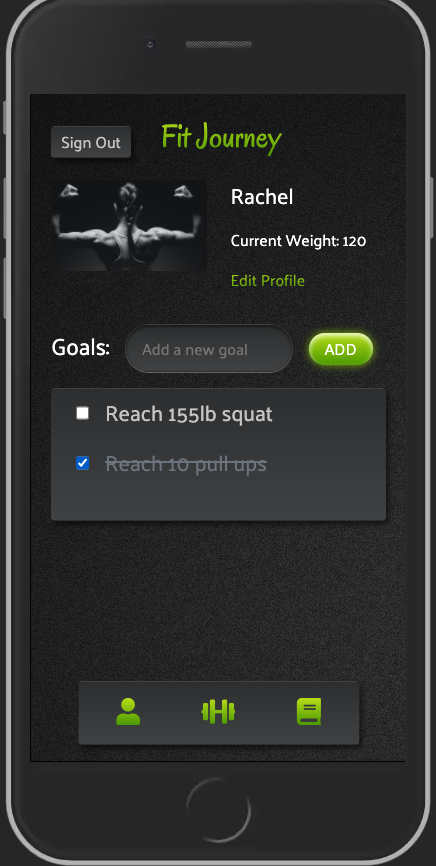 Sign Out
Fit Journey
Rachel
Current Weight: 120
Edit Profile
Goals:
Add a new goal
ADD
Reach 155lb squat
Reach 10 pull ups